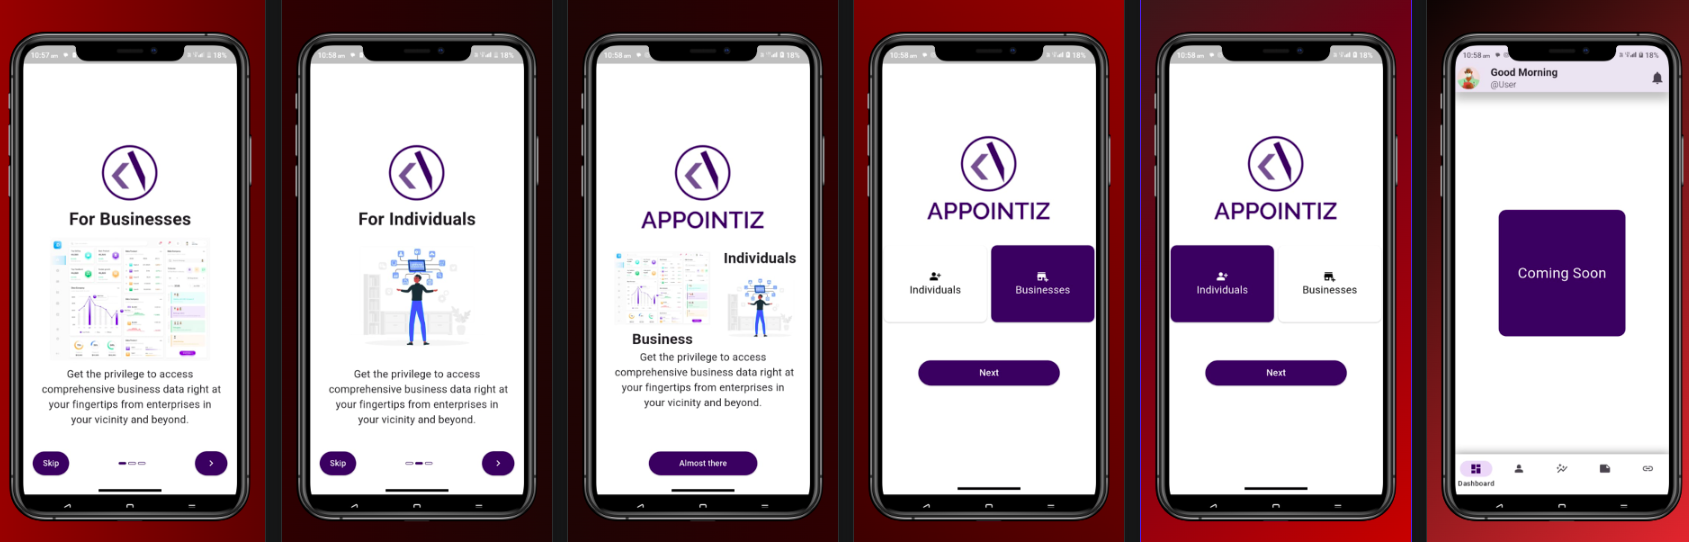 10:57 am
18%
For Businesses
Get the privilege to access
comprehensive business data right at
your fingertips from enterprises in
your vicinity and beyond.
Skip
10:58 am
18%
For Individuals
Get the privilege to access
comprehensive business data right at
your fingertips from enterprises in
your vicinity and beyond.
Skip
10:58 am
18%
APPOINTIZ
Individuals
Business
Get the privilege to access
comprehensive business data right at
your fingertips from enterprises in
your vicinity and beyond.
Almost there
10:58 am
18%
APPOINTIZ
Individuals
Businesses
Next
10:58 am
18%
APPOINTIZ
Individuals
Businesses
Next
10:58 am
18%
Good Morning
@User
Coming Soon
Dashboard